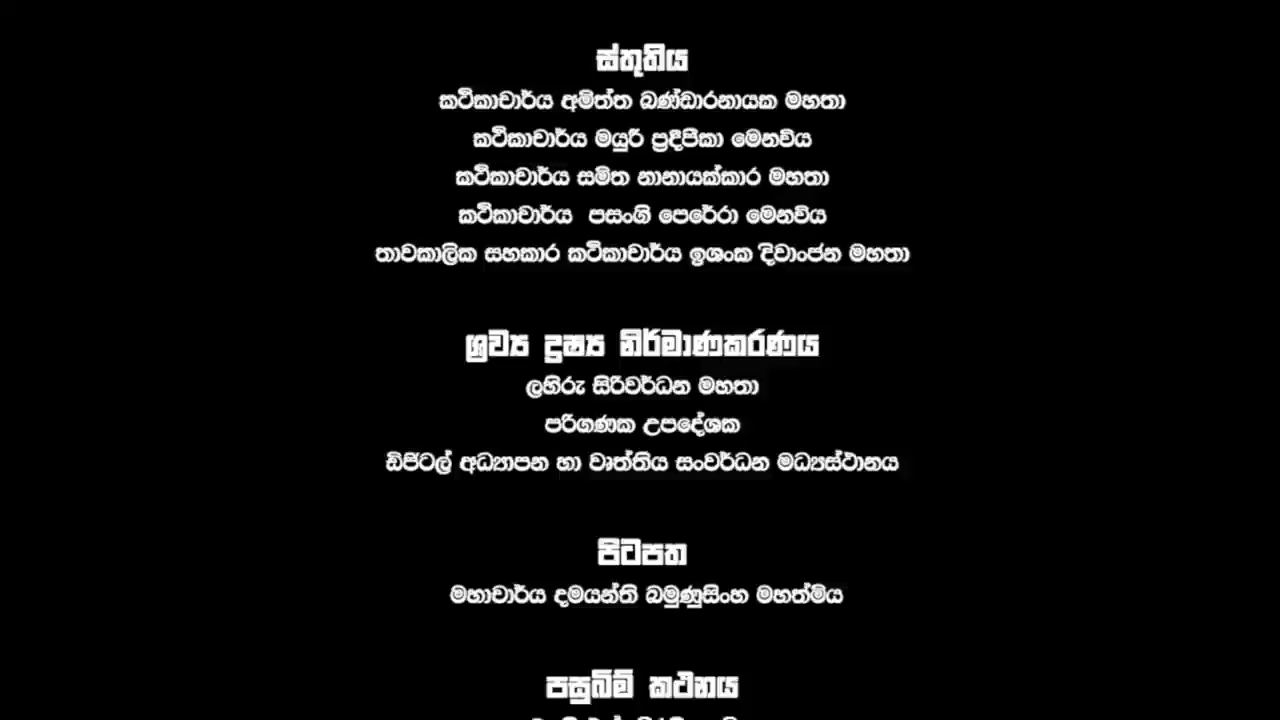 ස්තූතිය
කථිකාචාර්ය අමිත්ත බණ්ඩාරනායක මහතා
කථිකාචාර්ය මයුරි ප්‍රදීපිකා මෙනවිය
කථිකාචාර්ය සමිත නානායක්කාර මහතා
කථිකාචාර්ය පසංගි පෙරේරා මෙනවිය
තාවකාලික සහකාර කථිකාචාර්ය ඉශංක දිවාංජන මහතා
ශ්‍රව්‍ය ද්‍රෂ්‍ය නිර්මාණකරණය
ලහිරු සිරිවර්ධන මහතා
පරිගණක උපදේශක
ඩිජිටල් අධ්‍යාපන හා වෘත්තිය සංවර්ධන මධ්‍යස්ථානය
පිටපත
මහාචාර්ය දමයන්ති බමුණුසිංහ මහත්මිය
පසුබිම් කථනය